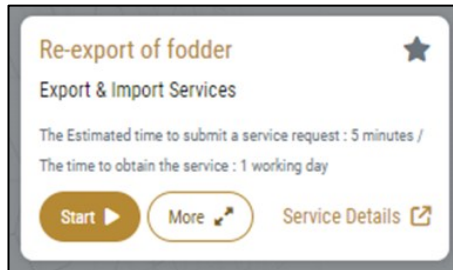 Re-export of fodder
Export & Import Services
The Estimated time to submit a service request : 5 minutes /
The time to obtain the service : 1 working day
Start More Service Details